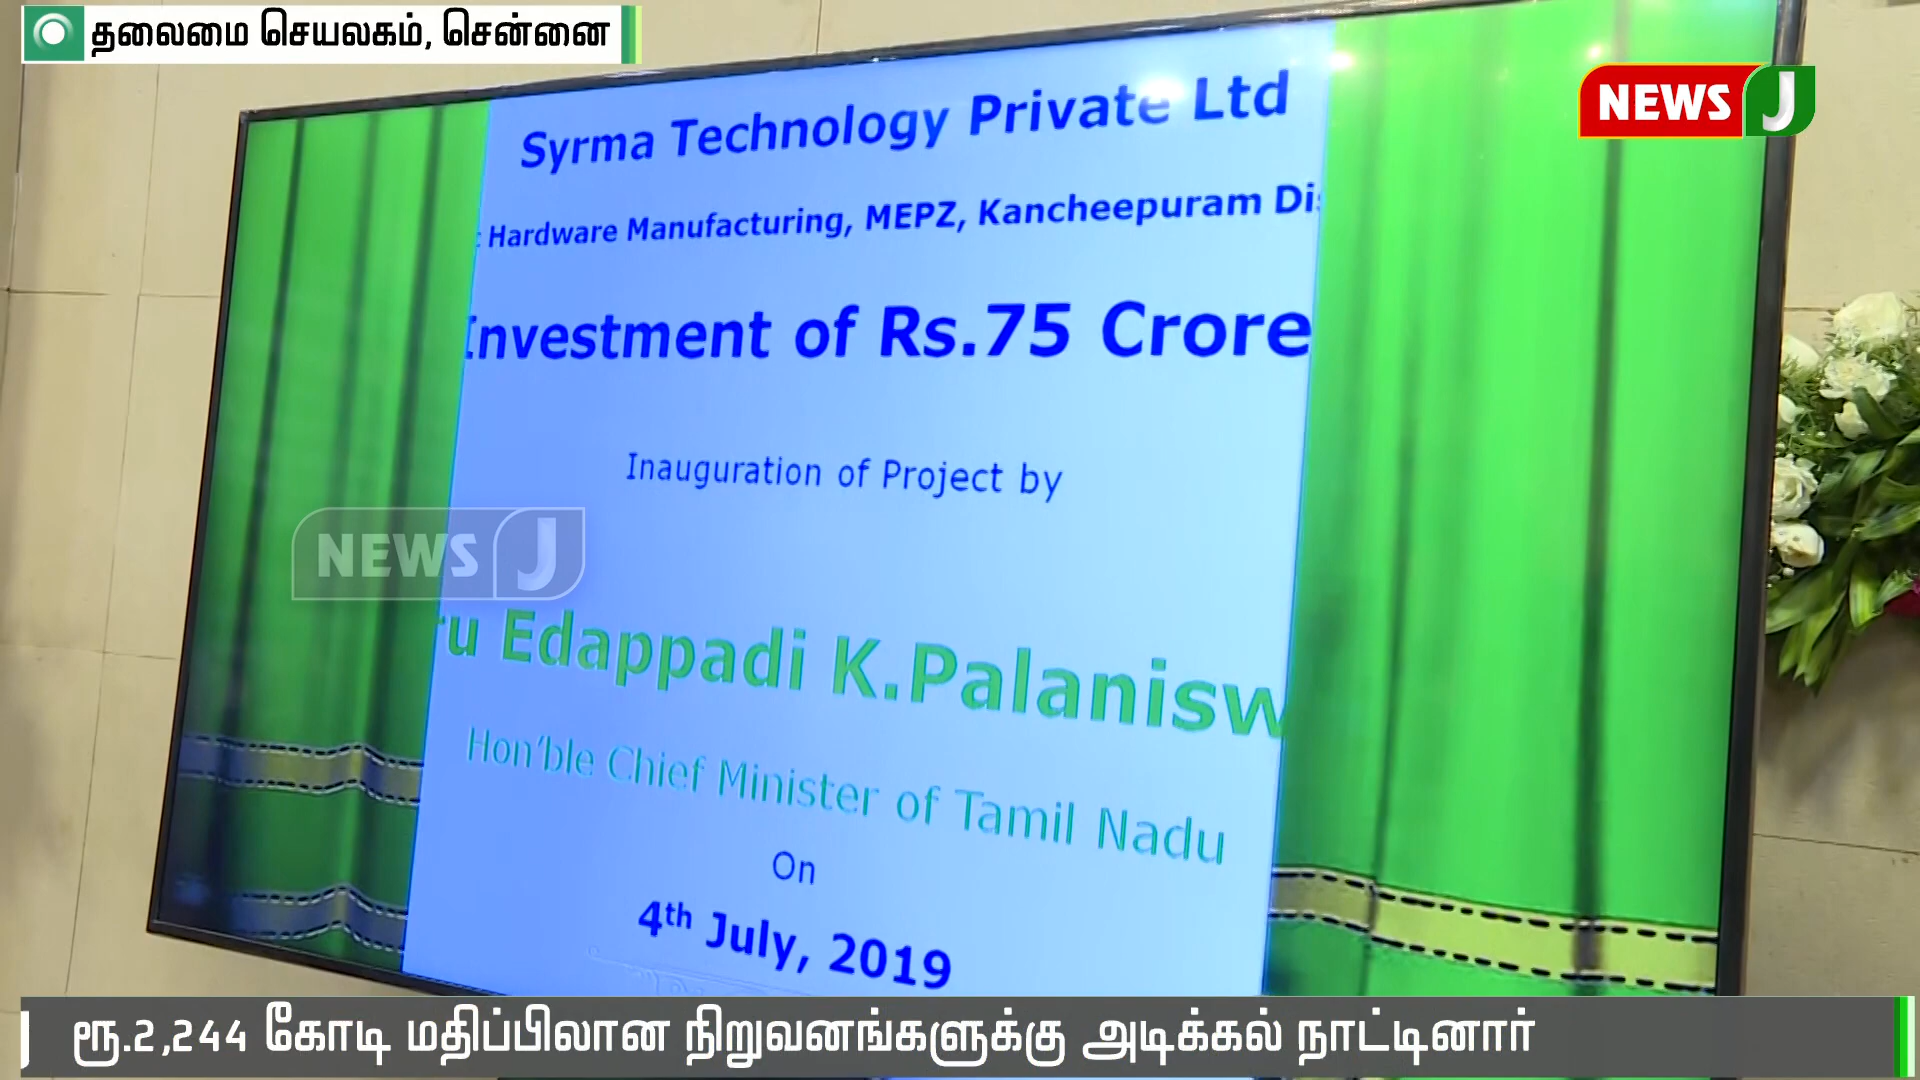 தலைமை செயலகம், சென்னை
NEWS J
Syrma Technology Private Ltd
Hardware Manufacturing, MEPZ, Kancheepuram Dis
Investment of Rs.75 Crore
Inauguration of Project by
NEWS J
ru Edappadi K.Palanisw
Hon'ble Chief Minister of Tamil Nadu
On
4th July, 2019
ரூ.2,244 கோடி மதிப்பிலான நிறுவனங்களுக்கு அடிக்கல் நாட்டினார்